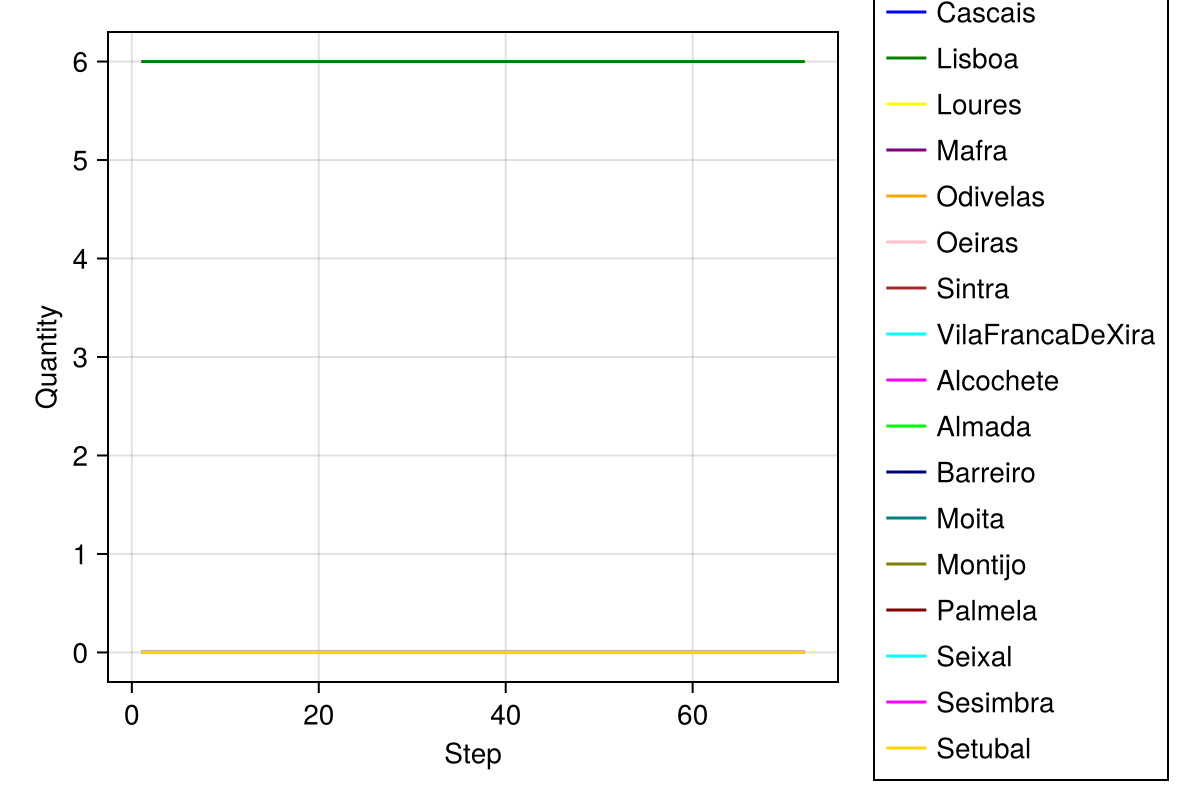 6
5
4
3
2
1
0
Quantity
0 20 40 60
Step
Cascais
Lisboa
Loures
Mafra
Odivelas
Oeiras
Sintra
VilaFrancaDeXira
Alcochete
Almada
Barreiro
Moita
Montijo
Palmela
Seixal
Sesimbra
Setubal